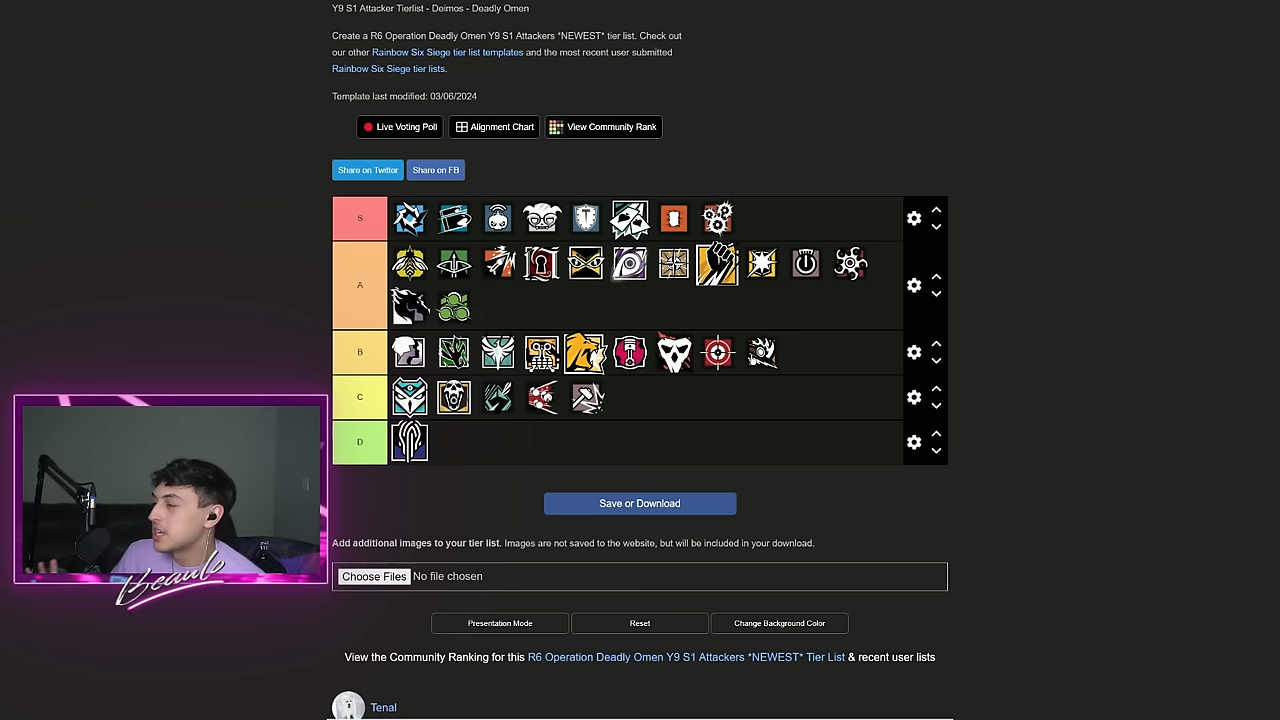 Y9 S1 Attacker Tierlist - Deimos - Deadly Omen
Create a R6 Operation Deadly Omen Y9 S1 Attackers *NEWEST* tier list. Check out
our other Rainbow Six Siege tier list templates and the most recent user submitted
Rainbow Six Siege tier lists.
Template last modified: 03/06/2024
Live Voting Poll
Alignment Chart
View Community Rank
Share on Twitter
Share on FB
S
A
B
C
D
Save or Download
Add additional images to your tier list. Images are not saved to the website, but will be included in your download.
Choose Files No file chosen
Presentation Mode
Reset
Change Background Color
View the Community Ranking for this R6 Operation Deadly Omen Y9 S1 Attackers *NEWEST* Tier List & recent user lists
Tenal
Beaulo